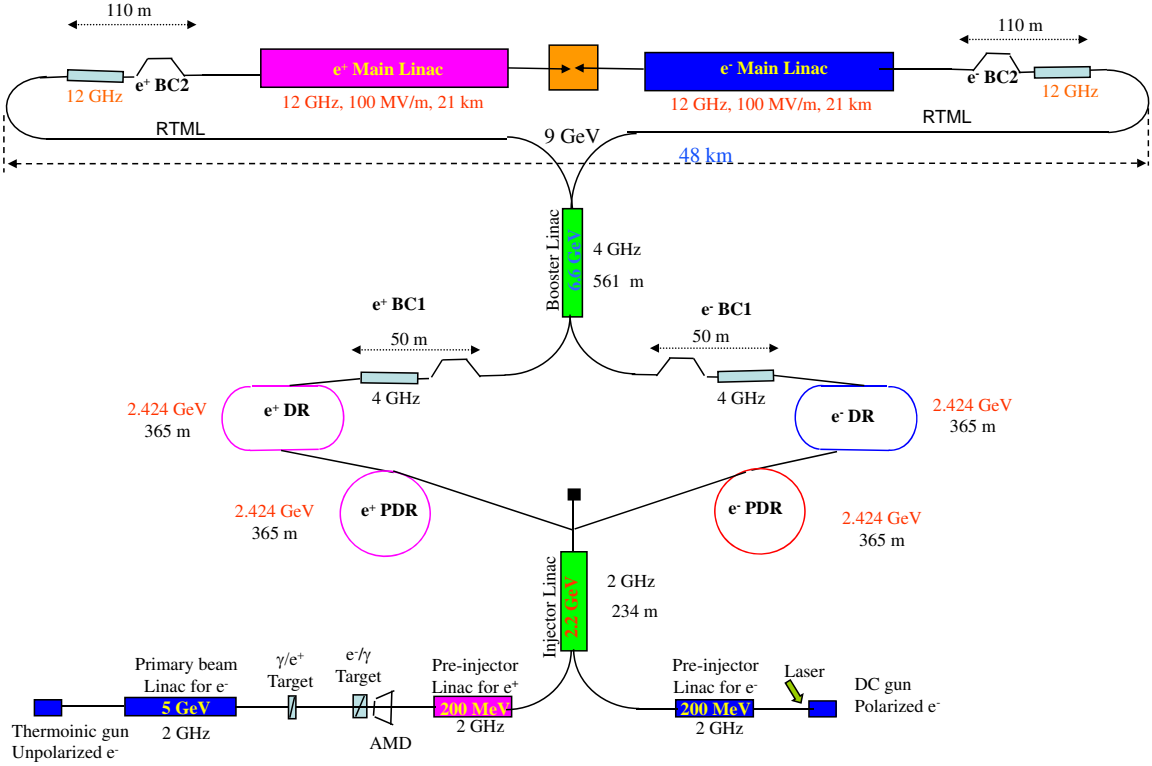 110 m
110 m
e⁺ Main Linac
e⁻ Main Linac
e⁺ BC2
e⁻ BC2
12 GHz
12 GHz
12 GHz, 100 MV/m, 21 km
12 GHz, 100 MV/m, 21 km
RTML
RTML
9 GeV
48 km
Booster Linac
6.6 GeV
4 GHz
561 m
e⁺ BC1
e⁻ BC1
50 m
50 m
4 GHz
4 GHz
e⁺ DR
e⁻ DR
2.424 GeV
365 m
2.424 GeV
365 m
e⁺ PDR
e⁻ PDR
2.424 GeV
365 m
2.424 GeV
365 m
Injector Linac
2.2 GeV
2 GHz
234 m
Primary beam
Linac for e⁻
5 GeV
2 GHz
γ/e⁺
Target
e⁻/γ
Target
AMD
Pre-injector
Linac for e⁺
200 MeV
2 GHz
Pre-injector
Linac for e⁻
200 MeV
2 GHz
Laser
DC gun
Polarized e⁻
Thermoinic gun
Unpolarized e⁻